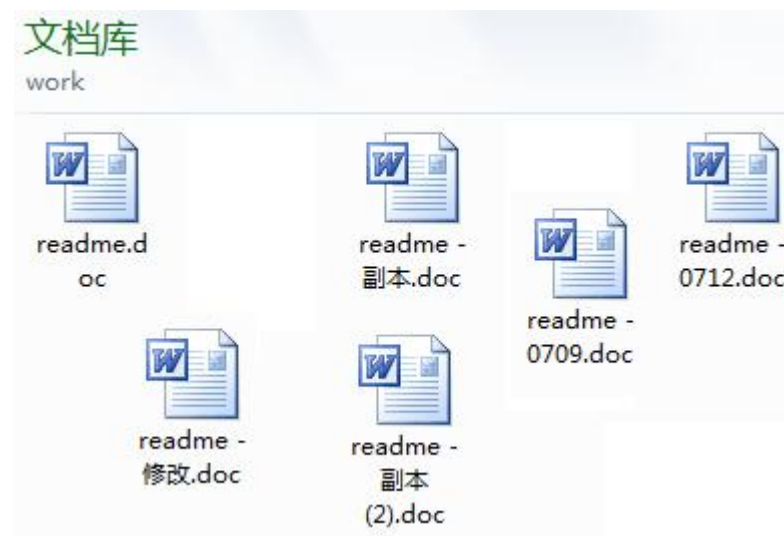 文档库
work
readme.d
oc
readme -
副本.doc
readme -
0709.doc
readme -
0712.doc
readme -
修改.doc
readme -
副本
(2).doc